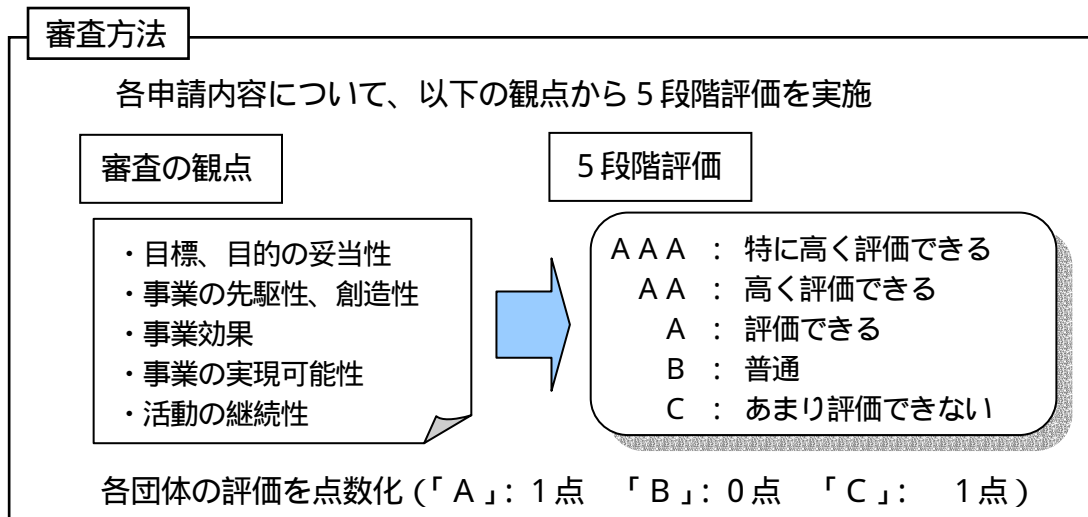 審査方法
各申請内容について、以下の観点から5段階評価を実施
審査の観点
5段階評価
・目標、目的の妥当性
・事業の先駆性、創造性
・事業効果
・事業の実現可能性
・活動の継続性
AAA : 特に高く評価できる
AA : 高く評価できる
A : 評価できる
B : 普通
C : あまり評価できない
各団体の評価を点数化(「A」: 1点 「B」: 0点 「C」: 1点)